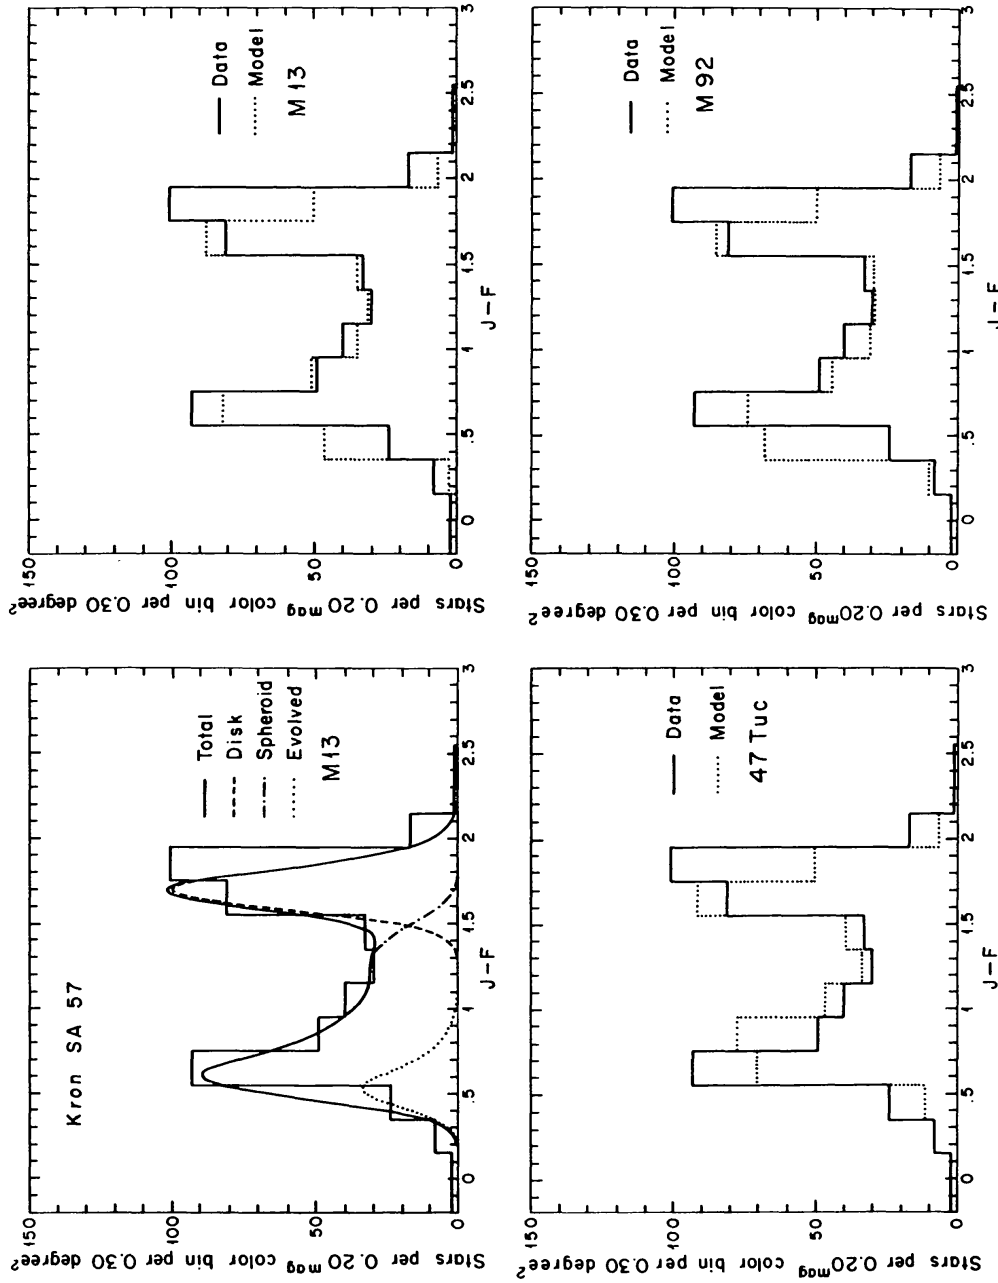 Kron SA 57
Total
Disk
Spheroid
Evolved
M13
Stars per 0.20 mag color bin per 0.30 degree²
150
100
50
0
0 .5 1 1.5 2 2.5 3
J–F
Data
Model
M13
Stars per 0.20 mag color bin per 0.30 degree²
150
100
50
0
0 .5 1 1.5 2 2.5 3
J–F
Data
Model
47 Tuc
Stars per 0.20 mag color bin per 0.30 degree²
150
100
50
0
0 .5 1 1.5 2 2.5 3
J–F
Data
Model
M92
Stars per 0.20 mag color bin per 0.30 degree²
150
100
50
0
0 .5 1 1.5 2 2.5 3
J–F